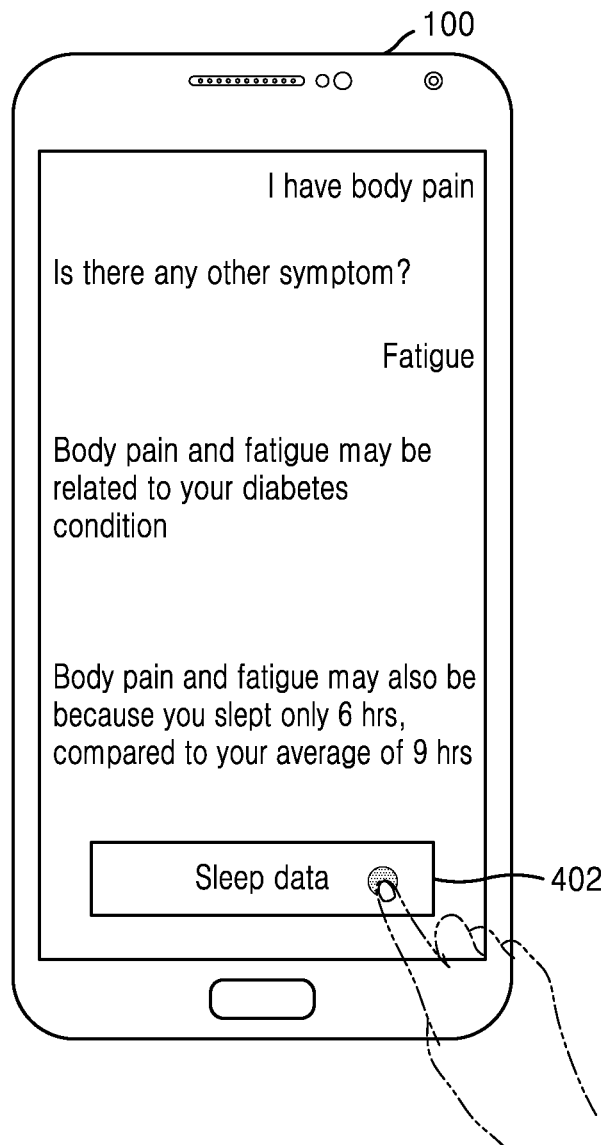 100
I have body pain
Is there any other symptom?
Fatigue
Body pain and fatigue may be
related to your diabetes
condition
Body pain and fatigue may also be
because you slept only 6 hrs,
compared to your average of 9 hrs
Sleep data
402